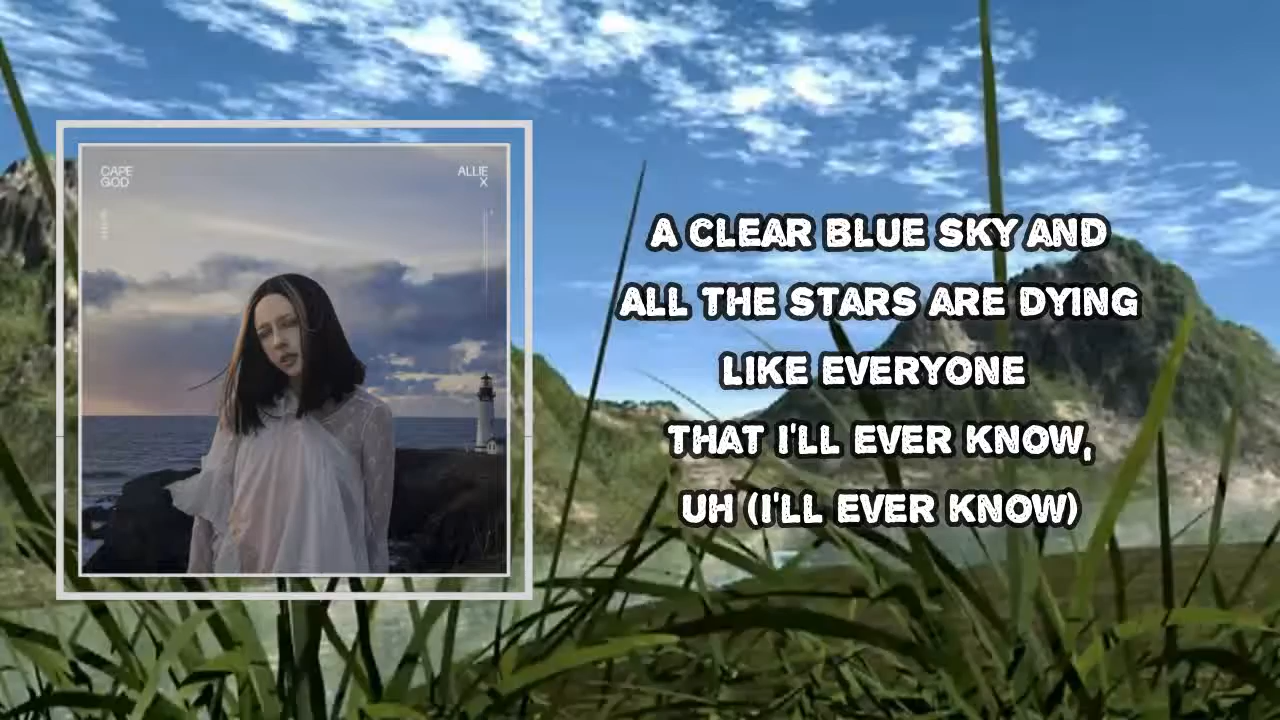 CAPE
GOD
ALLIE
X
A CLEAR BLUE SKY AND
ALL THE STARS ARE DYING
LIKE EVERYONE
THAT I'LL EVER KNOW,
UH (I'LL EVER KNOW)